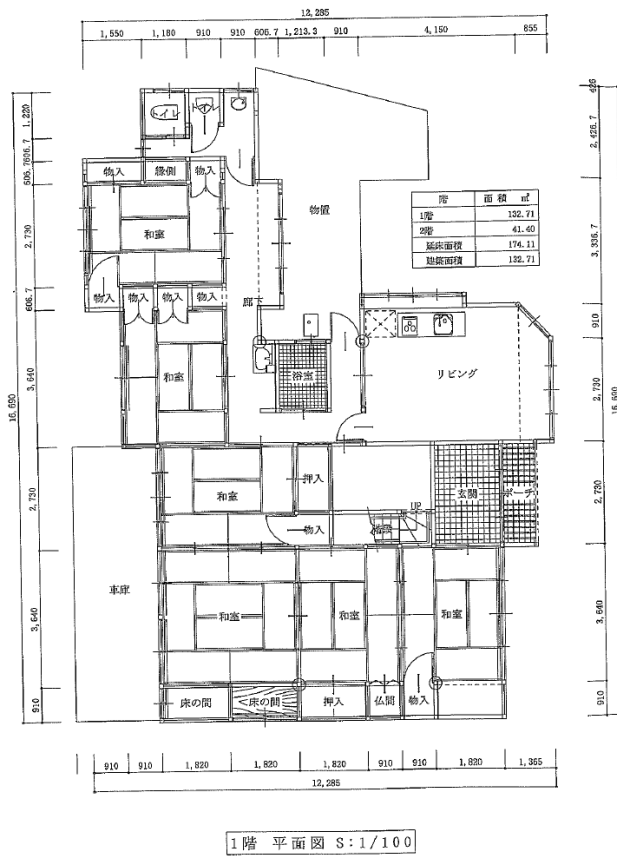 12,285
1,550 1,180 910 910 606.7 1,213.3 910 4,150 855
16,690
1,220
606.7
606.7
2,730
606.7
3,640
2,730
3,640
910
426
2,426.7
3,336.7
910
2,730
2,730
3,640
910
トイレ トイレ
物入 縁側 物入
物置
和室
階 面積 ㎡
1階 132.71
2階 41.40
延床面積 174.11
建築面積 132.71
物入 物入 物入 物入
廊下
和室
浴室
リビング
和室
押入
玄関
ポーチ
物入
階段
UP
車庫
和室
和室
和室
床の間
床の間
押入
仏間
物入
910 910 1,820 1,820 1,820 910 910 1,820 1,365
12,285
1階 平面図 S:1/100